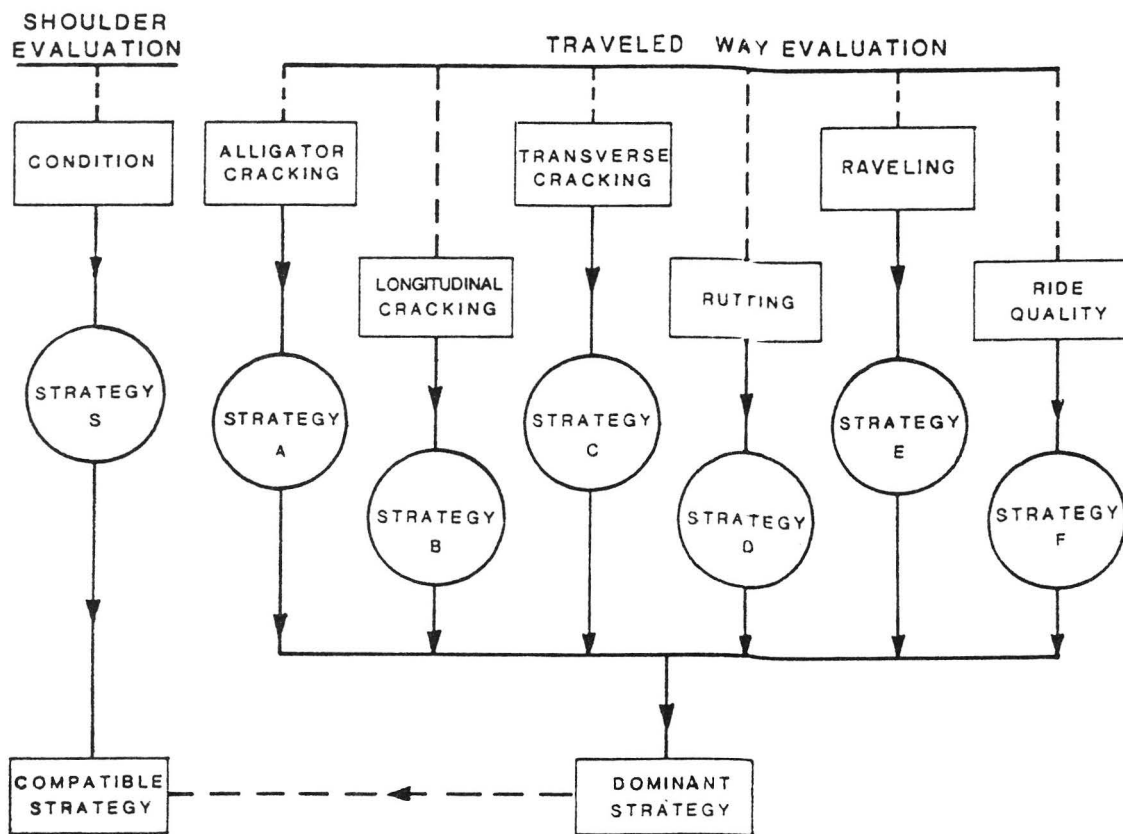 SHOULDER
EVALUATION
TRAVELED WAY EVALUATION
CONDITION
ALLIGATOR
CRACKING
TRANSVERSE
CRACKING
RAVELING
LONGITUDINAL
CRACKING
RUTTING
RIDE
QUALITY
STRATEGY
S
STRATEGY
A
STRATEGY
B
STRATEGY
C
STRATEGY
D
STRATEGY
E
STRATEGY
F
COMPATIBLE
STRATEGY
DOMINANT
STRATEGY